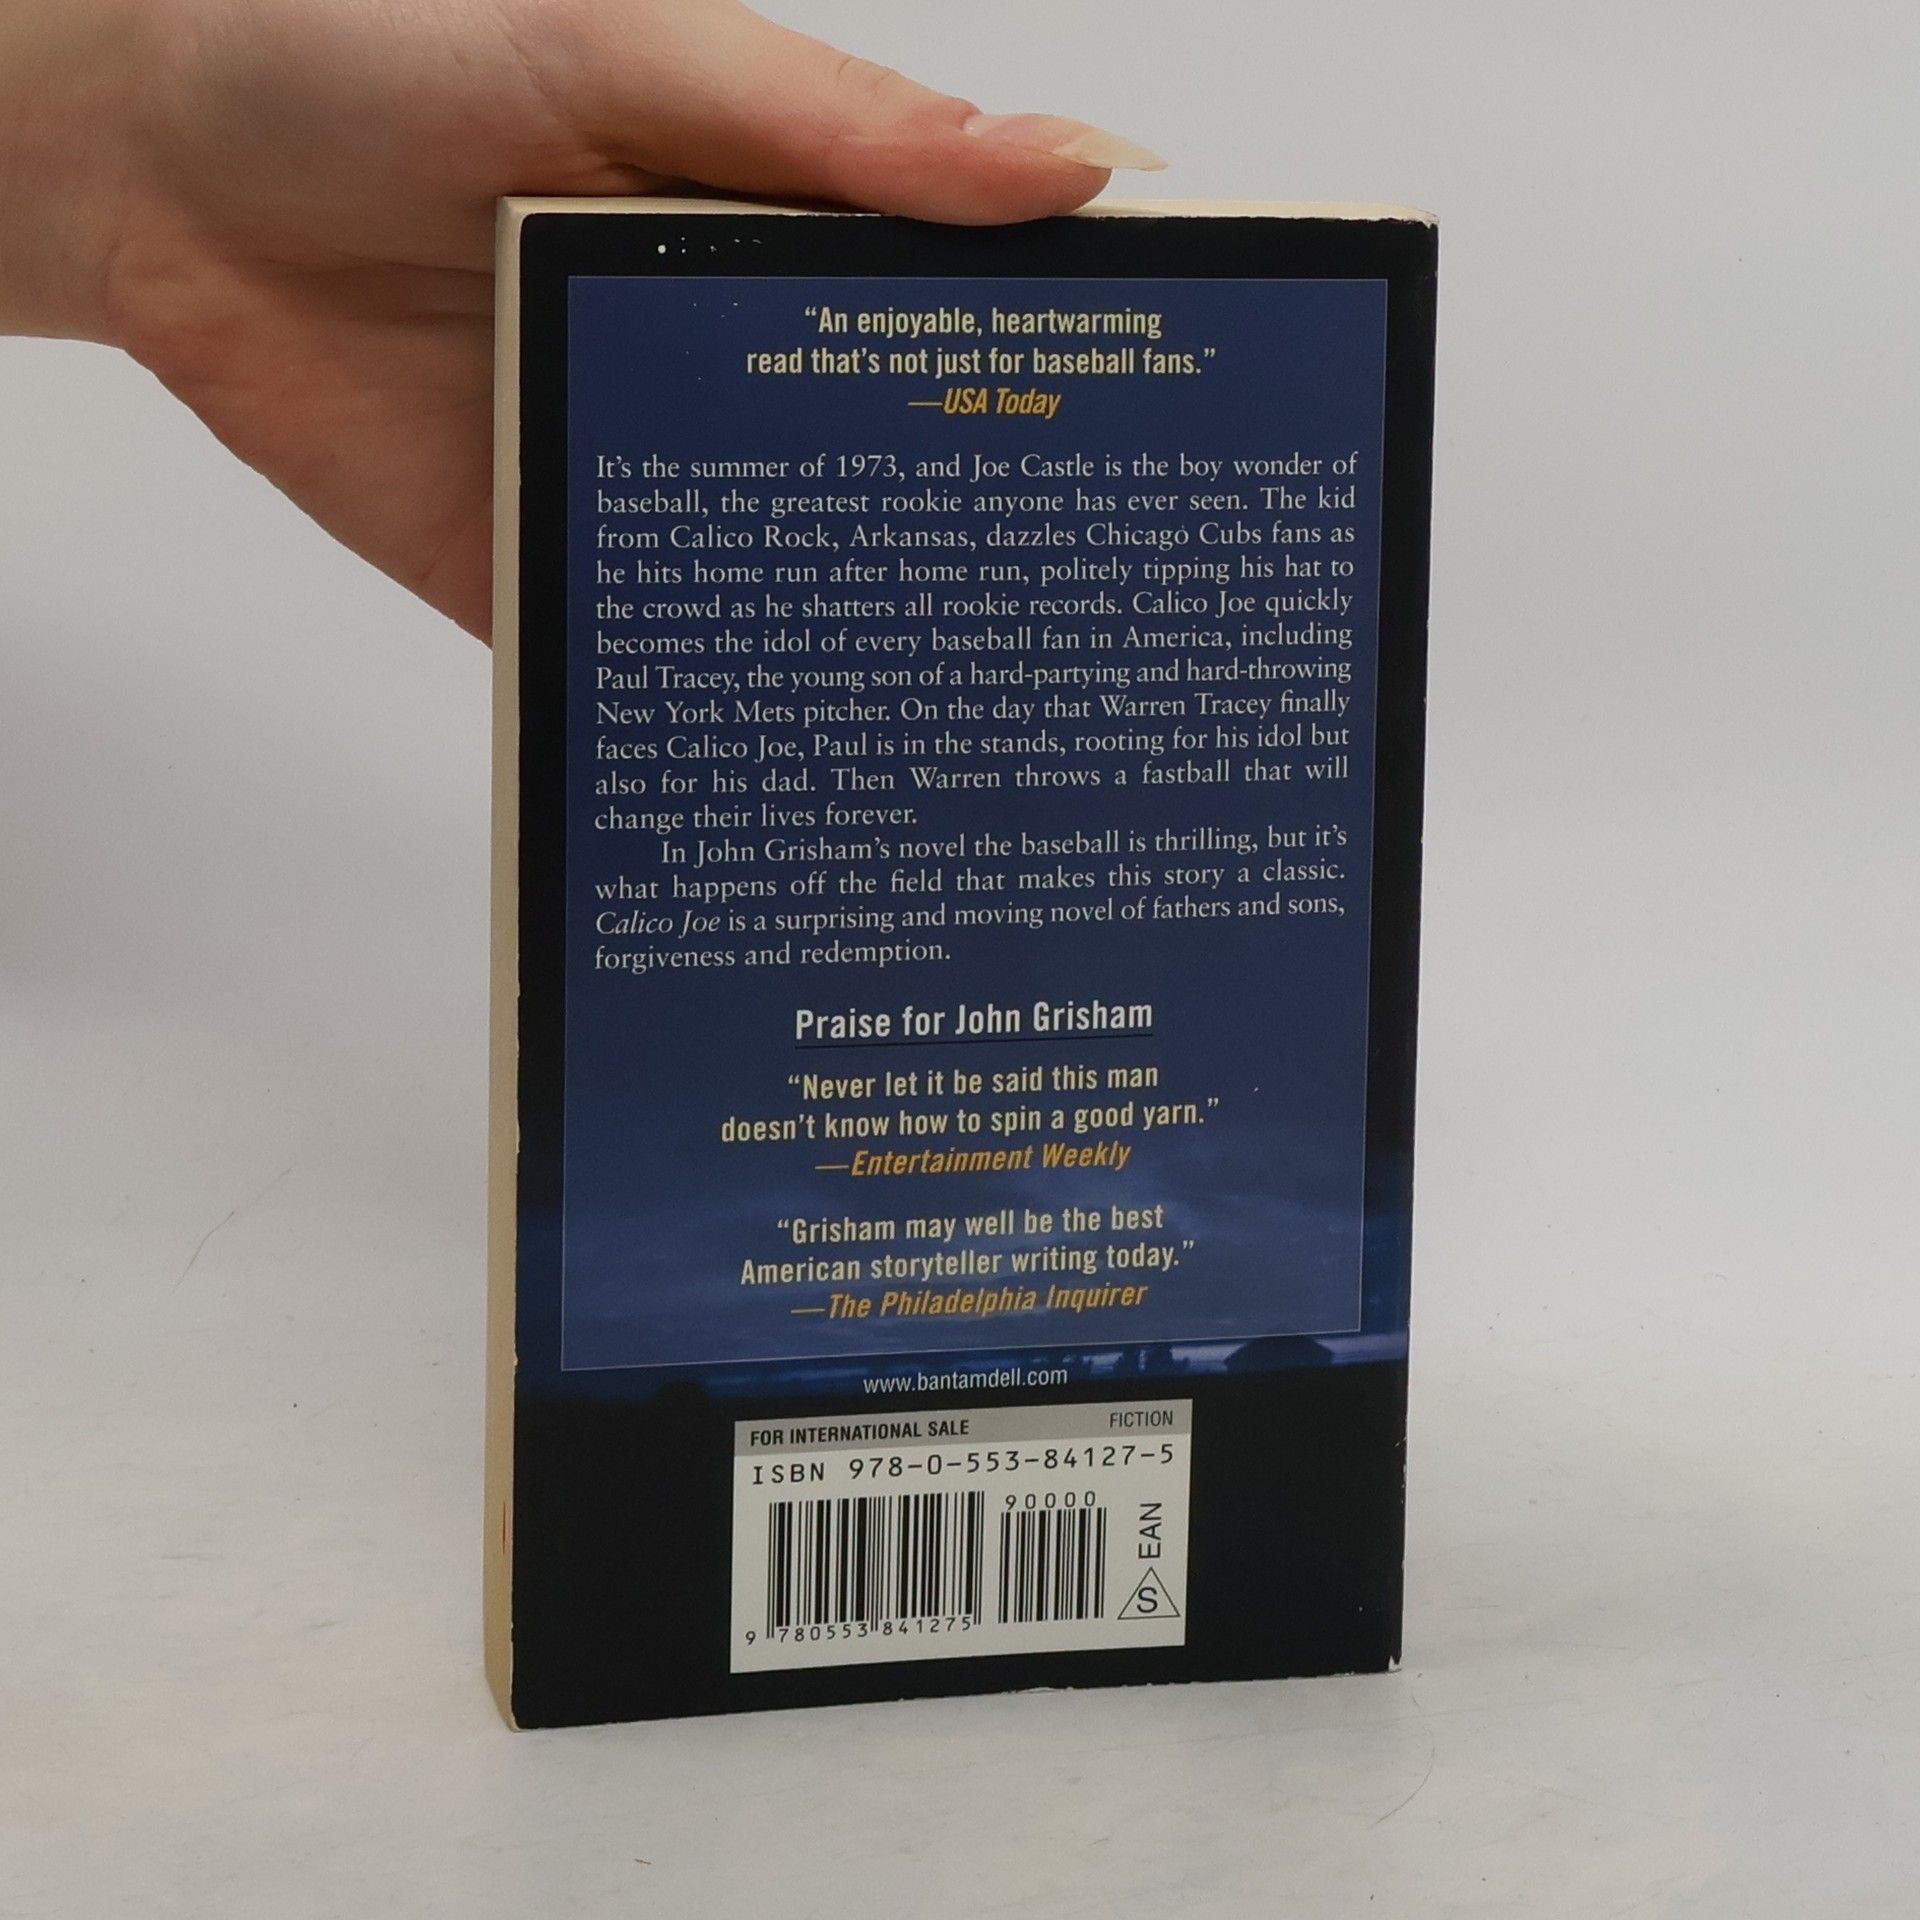 “An enjoyable, heartwarming
read that’s not just for baseball fans.”
—USA Today
It’s the summer of 1973, and Joe Castle is the boy wonder of
baseball, the greatest rookie anyone has ever seen. The kid
from Calico Rock, Arkansas, dazzles Chicago Cubs fans as
he hits home run after home run, politely tipping his hat to
the crowd as he shatters all rookie records. Calico Joe quickly
becomes the idol of every baseball fan in America, including
Paul Tracey, the young son of a hard-partying and hard-throwing
New York Mets pitcher. On the day that Warren Tracey finally
faces Calico Joe, Paul is in the stands, rooting for his idol but
also for his dad. Then Warren throws a fastball that will
change their lives forever.
In John Grisham’s novel the baseball is thrilling, but it’s
what happens off the field that makes this story a classic.
Calico Joe is a surprising and moving novel of fathers and sons,
forgiveness and redemption.
Praise for John Grisham
“Never let it be said this man
doesn’t know how to spin a good yarn.”
—Entertainment Weekly
“Grisham may well be the best
American storyteller writing today.”
—The Philadelphia Inquirer
www.bantamdell.com
FOR INTERNATIONAL SALE FICTION
ISBN 978-0-553-84127-5
90000
9 780553 841275
S EAN